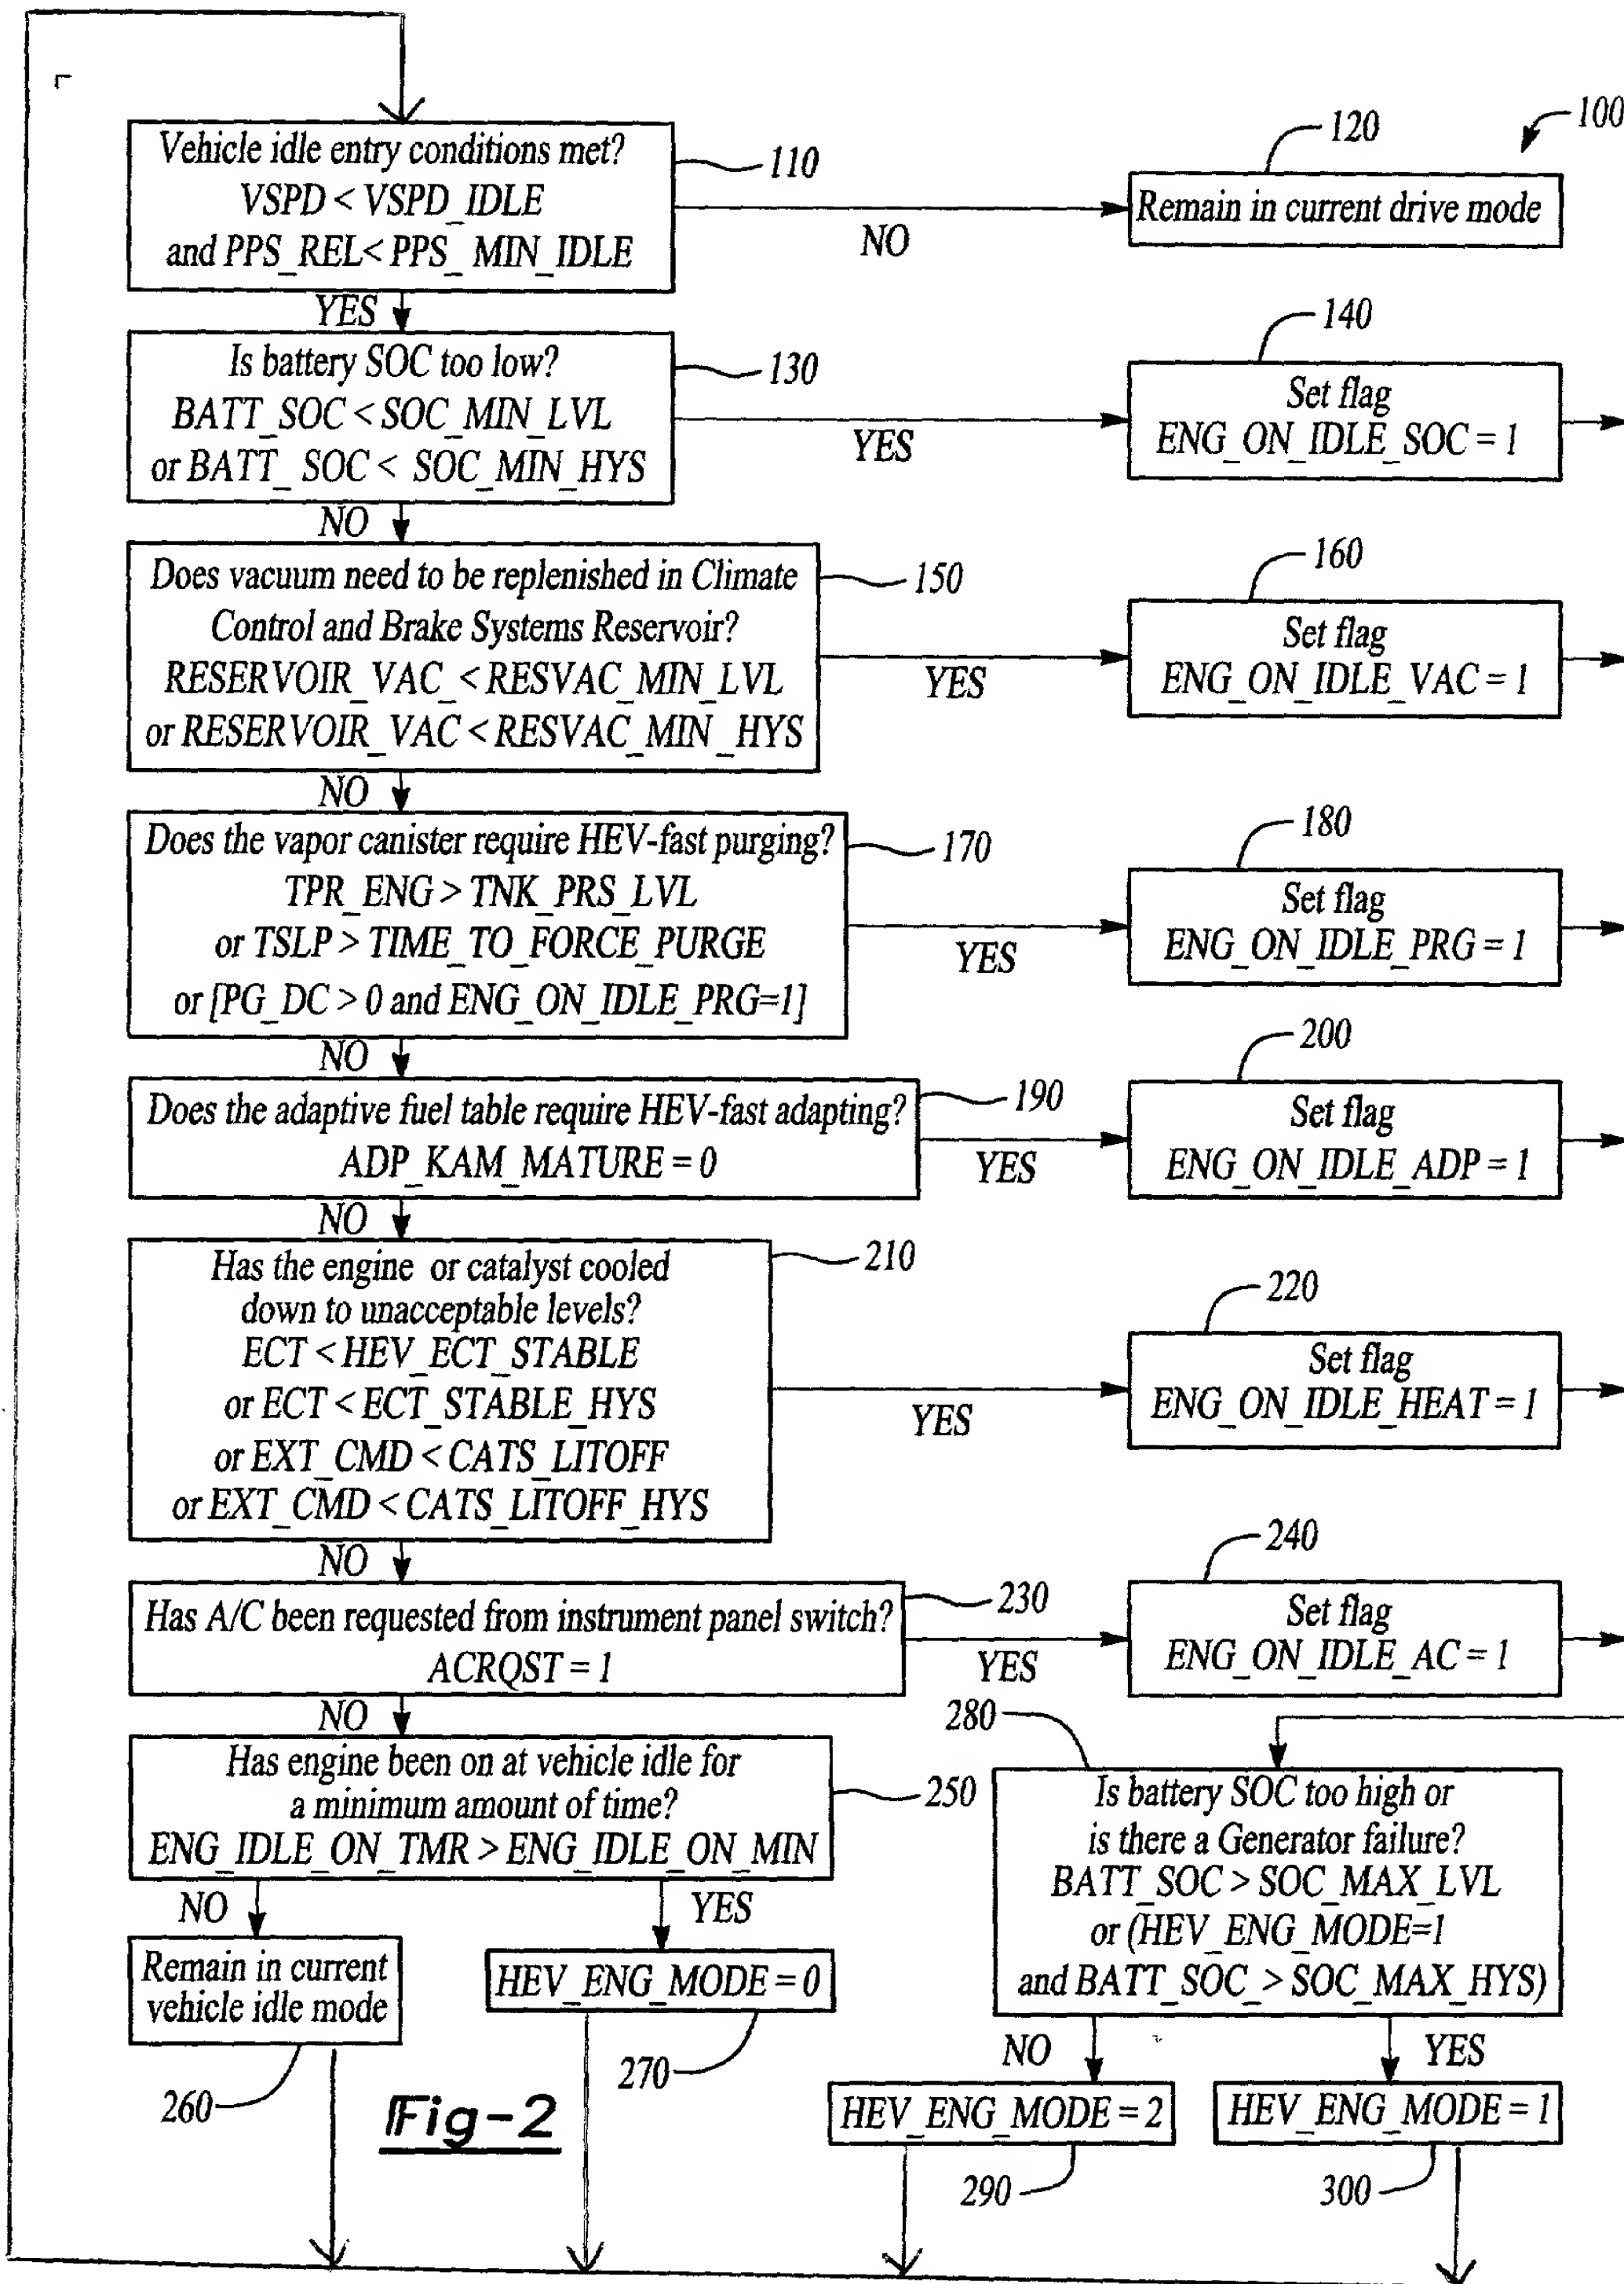 100
Vehicle idle entry conditions met?
VSPD < VSPD_IDLE
and PPS_REL< PPS_ MIN_IDLE
110
NO
120
Remain in current drive mode
YES
Is battery SOC too low?
BATT_SOC < SOC_MIN_LVL
or BATT_ SOC < SOC_MIN_HYS
130
YES
140
Set flag
ENG_ON_IDLE_SOC = 1
NO
Does vacuum need to be replenished in Climate
Control and Brake Systems Reservoir?
RESERVOIR_VAC_< RESVAC_MIN_LVL
or RESERVOIR_VAC < RESVAC_MIN_HYS
150
YES
160
Set flag
ENG_ON_IDLE_VAC = 1
NO
Does the vapor canister require HEV-fast purging?
TPR_ENG > TNK_PRS_LVL
or TSLP > TIME_TO_FORCE_PURGE
or [PG_DC > 0 and ENG_ON_IDLE_PRG=1]
170
YES
180
Set flag
ENG_ON_IDLE_PRG = 1
NO
Does the adaptive fuel table require HEV-fast adapting?
ADP_KAM_MATURE = 0
190
YES
200
Set flag
ENG_ON_IDLE_ADP = 1
NO
Has the engine or catalyst cooled
down to unacceptable levels?
ECT < HEV_ECT_STABLE
or ECT < ECT_STABLE_HYS
or EXT_CMD < CATS_LITOFF
or EXT_CMD < CATS_LITOFF_HYS
210
YES
220
Set flag
ENG_ON_IDLE_HEAT = 1
NO
Has A/C been requested from instrument panel switch?
ACRQST = 1
230
YES
240
Set flag
ENG_ON_IDLE_AC = 1
NO
Has engine been on at vehicle idle for
a minimum amount of time?
ENG_IDLE_ON_TMR > ENG_IDLE_ON_MIN
250
NO
YES
Remain in current
vehicle idle mode
260
HEV_ENG_MODE = 0
270
280
Is battery SOC too high or
is there a Generator failure?
BATT_SOC > SOC_MAX_LVL
or (HEV_ENG_MODE=1
and BATT_SOC_> SOC_MAX_HYS)
NO
YES
HEV_ENG_MODE = 2
290
HEV_ENG_MODE = 1
300
Fig-2